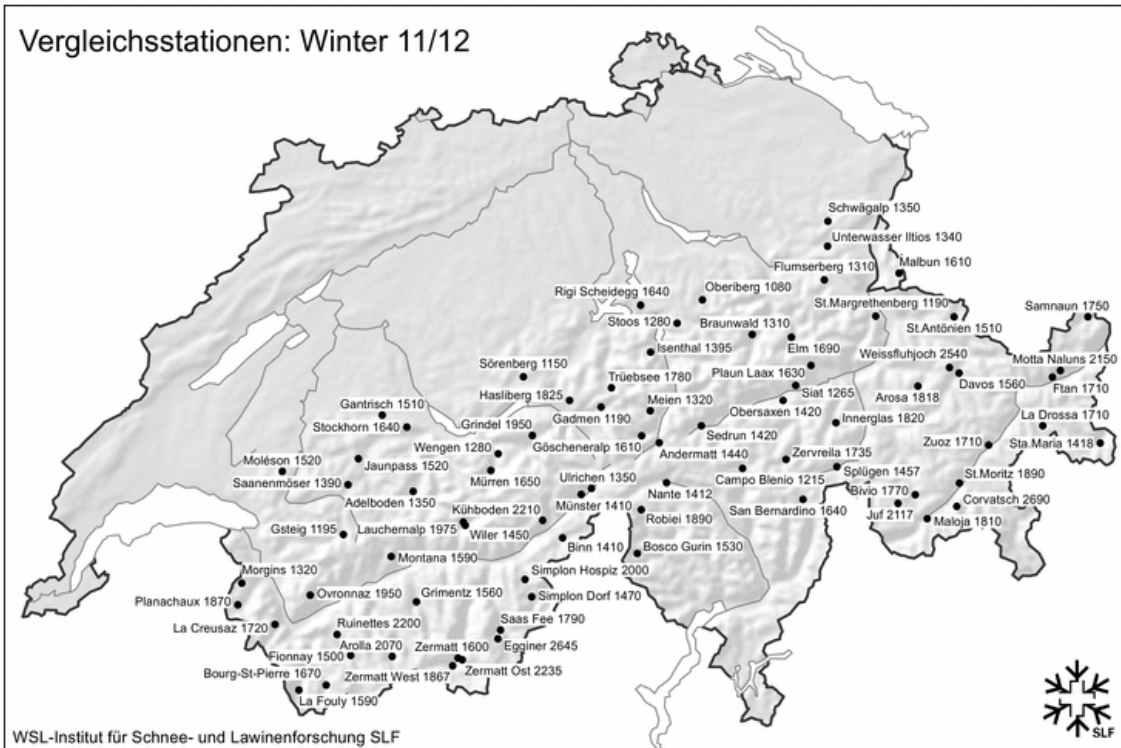 Vergleichsstationen: Winter 11/12
Schwägalp 1350
Unterwasser Iltios 1340
Flumserberg 1310
Malbun 1610
Oberiberg 1080
Rigi Scheidegg 1640
St.Margrethenberg 1190
Samnaun 1750
Stoos 1280
Braunwald 1310
St.Antönien 1510
Isenthal 1395
Elm 1690
Weissfluhjoch 2540
Motta Naluns 2150
Sörenberg 1150
Trüebsee 1780
Plaun Laax 1630
Davos 1560
Hasliberg 1825
Siat 1265
Arosa 1818
Ftan 1710
Gantrisch 1510
Gadmen 1190
Meien 1320
Obersaxen 1420
La Drossa 1710
Stockhorn 1640
Grindel 1950
Innerglas 1820
Sedrun 1420
Wengen 1280
Göscheneralp 1610
Zuoz 1710
Sta.Maria 1418
Andermatt 1440
Zervreila 1735
Moléson 1520
Jaunpass 1520
Splügen 1457
St.Moritz 1890
Saanenmöser 1390
Mürren 1650
Ulrichen 1350
Campo Blenio 1215
Adelboden 1350
Nante 1412
Bivio 1770
Münster 1410
Corvatsch 2690
Kühboden 2210
San Bernardino 1640
Juf 2117
Robiei 1890
Maloja 1810
Gsteig 1195
Lauchernalp 1975
Wiler 1450
Binn 1410
Bosco Gurin 1530
Montana 1590
Morgins 1320
Simplon Hospiz 2000
Planachaux 1870
Ovronnaz 1950
Grimentz 1560
Simplon Dorf 1470
La Creusaz 1720
Ruinettes 2200
Saas Fee 1790
Arolla 2070
Zermatt 1600
Egginer 2645
Fionnay 1500
Zermatt Ost 2235
Bourg-St-Pierre 1670
Zermatt West 1867
La Fouly 1590
SLF
WSL-Institut für Schnee- und Lawinenforschung SLF